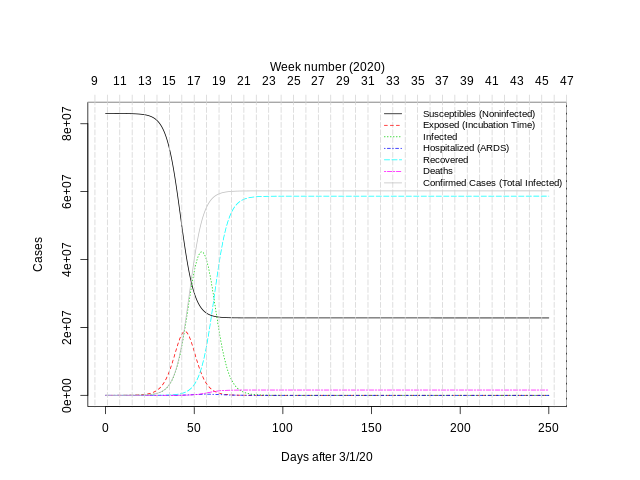 Week number (2020)
9 11 13 15 17 19 21 23 25 27 29 31 33 35 37 39 41 43 45 47
Susceptibles (Noninfected)
Exposed (Incubation Time)
Infected
Hospitalized (ARDS)
Recovered
Deaths
Confirmed Cases (Total Infected)
Cases
8e+07
6e+07
4e+07
2e+07
0e+00
0 50 100 150 200 250
Days after 3/1/20